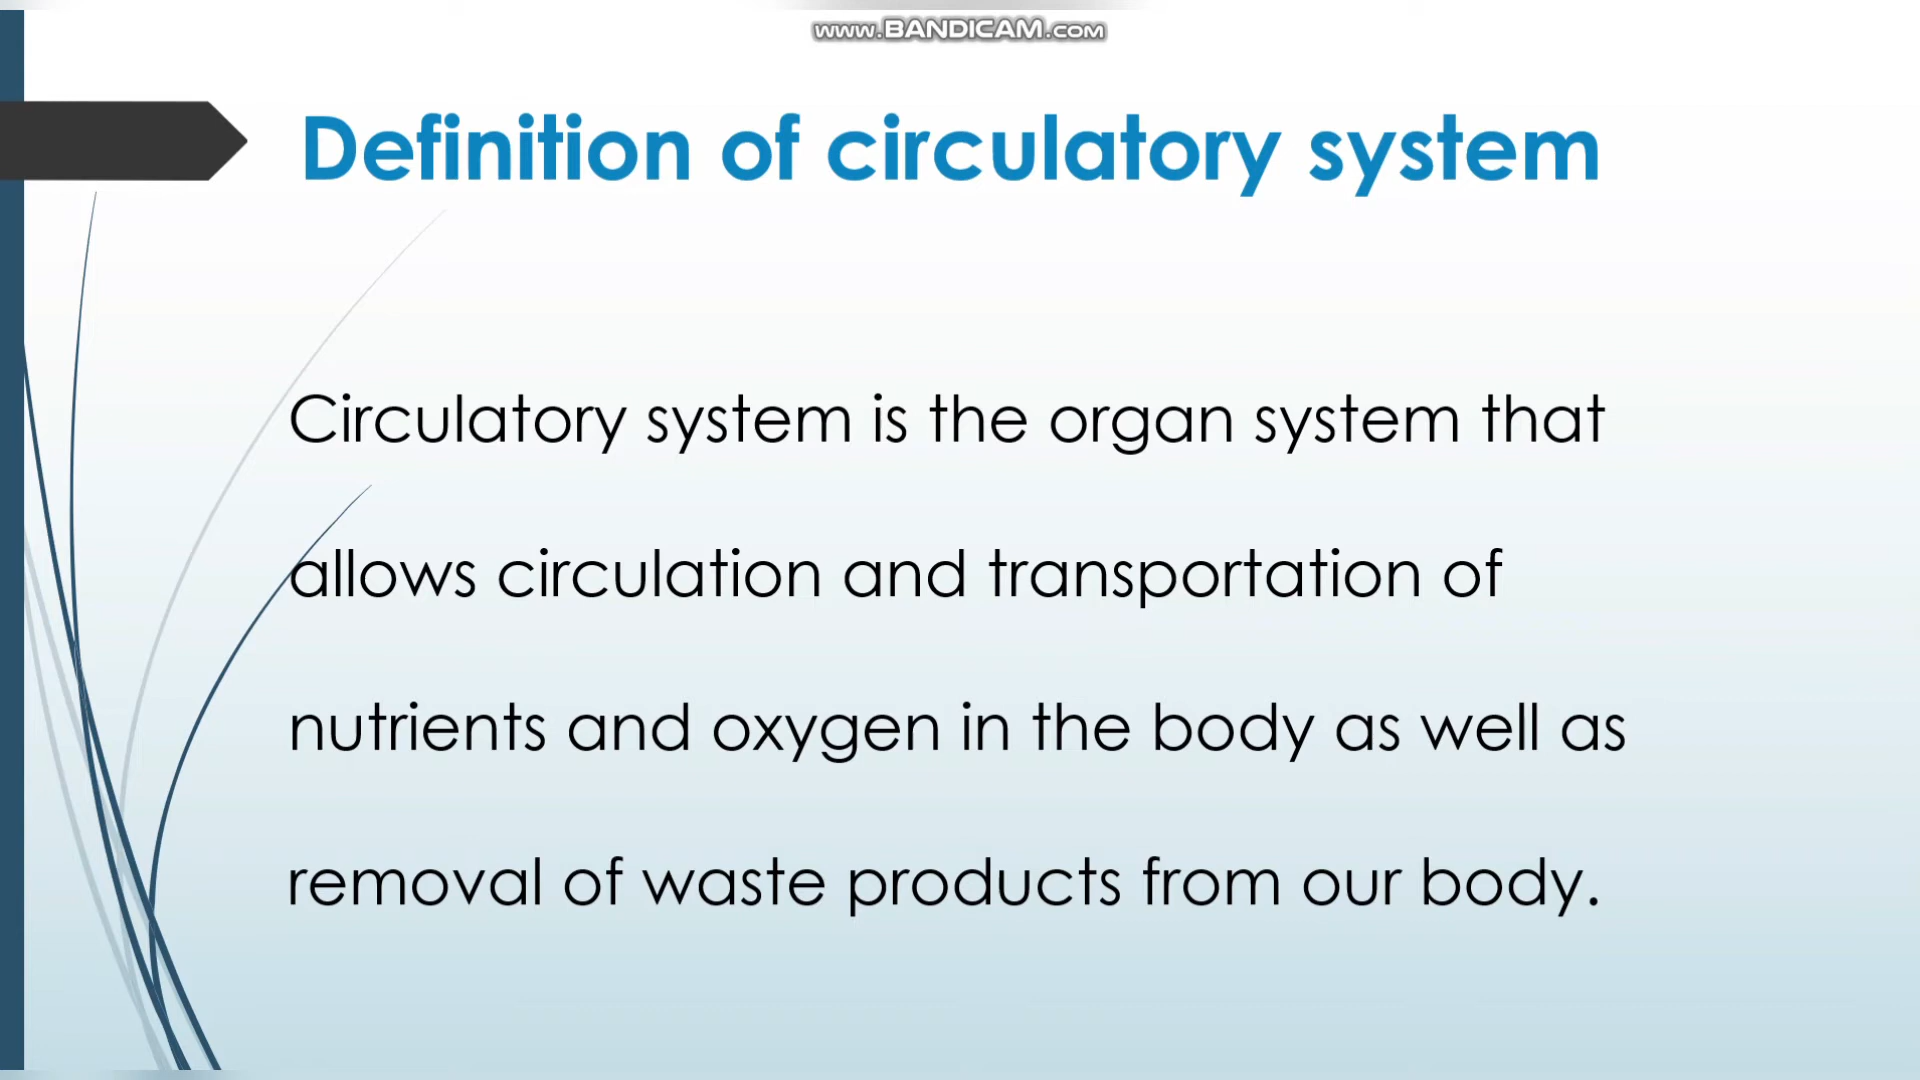 www.BANDICAM.com
Definition of circulatory system
Circulatory system is the organ system that
allows circulation and transportation of
nutrients and oxygen in the body as well as
removal of waste products from our body.